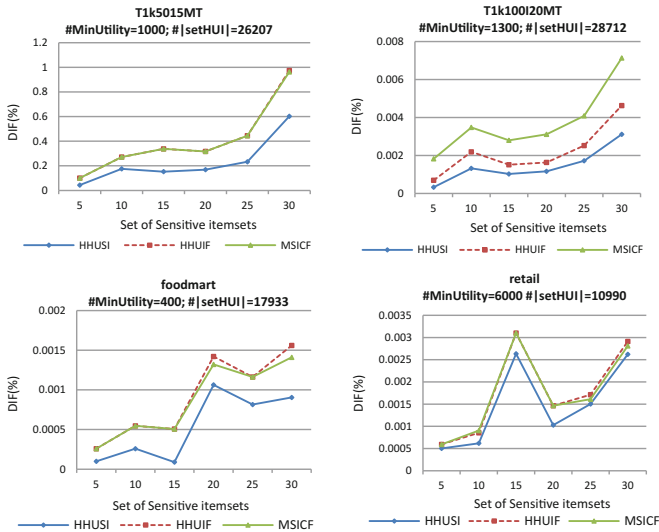 T1k5015MT
#MinUtility=1000; #|setHUI|=26207
1.2
1
0.8
0.6
0.4
0.2
0
DIF(%)
5 10 15 20 25 30
Set of Sensitive itemsets
HHUSI HHUIF MSICF
T1k100I20MT
#MinUtility=1300; #|setHUI|=28712
0.008
0.006
0.004
0.002
0
DIF(%)
5 10 15 20 25 30
Set of Sensitive itemsets
HHUSI HHUIF MSICF
foodmart
#MinUtility=400; #|setHUI|=17933
0.002
0.0015
0.001
0.0005
0
DIF(%)
5 10 15 20 25 30
Set of Sensitive itemsets
HHUSI HHUIF MSICF
retail
#MinUtility=6000 #|setHUI|=10990
0.0035
0.003
0.0025
0.002
0.0015
0.001
0.0005
0
DIF(%)
5 10 15 20 25 30
Set of Sensitive itemsets
HHUSI HHUIF MSICF